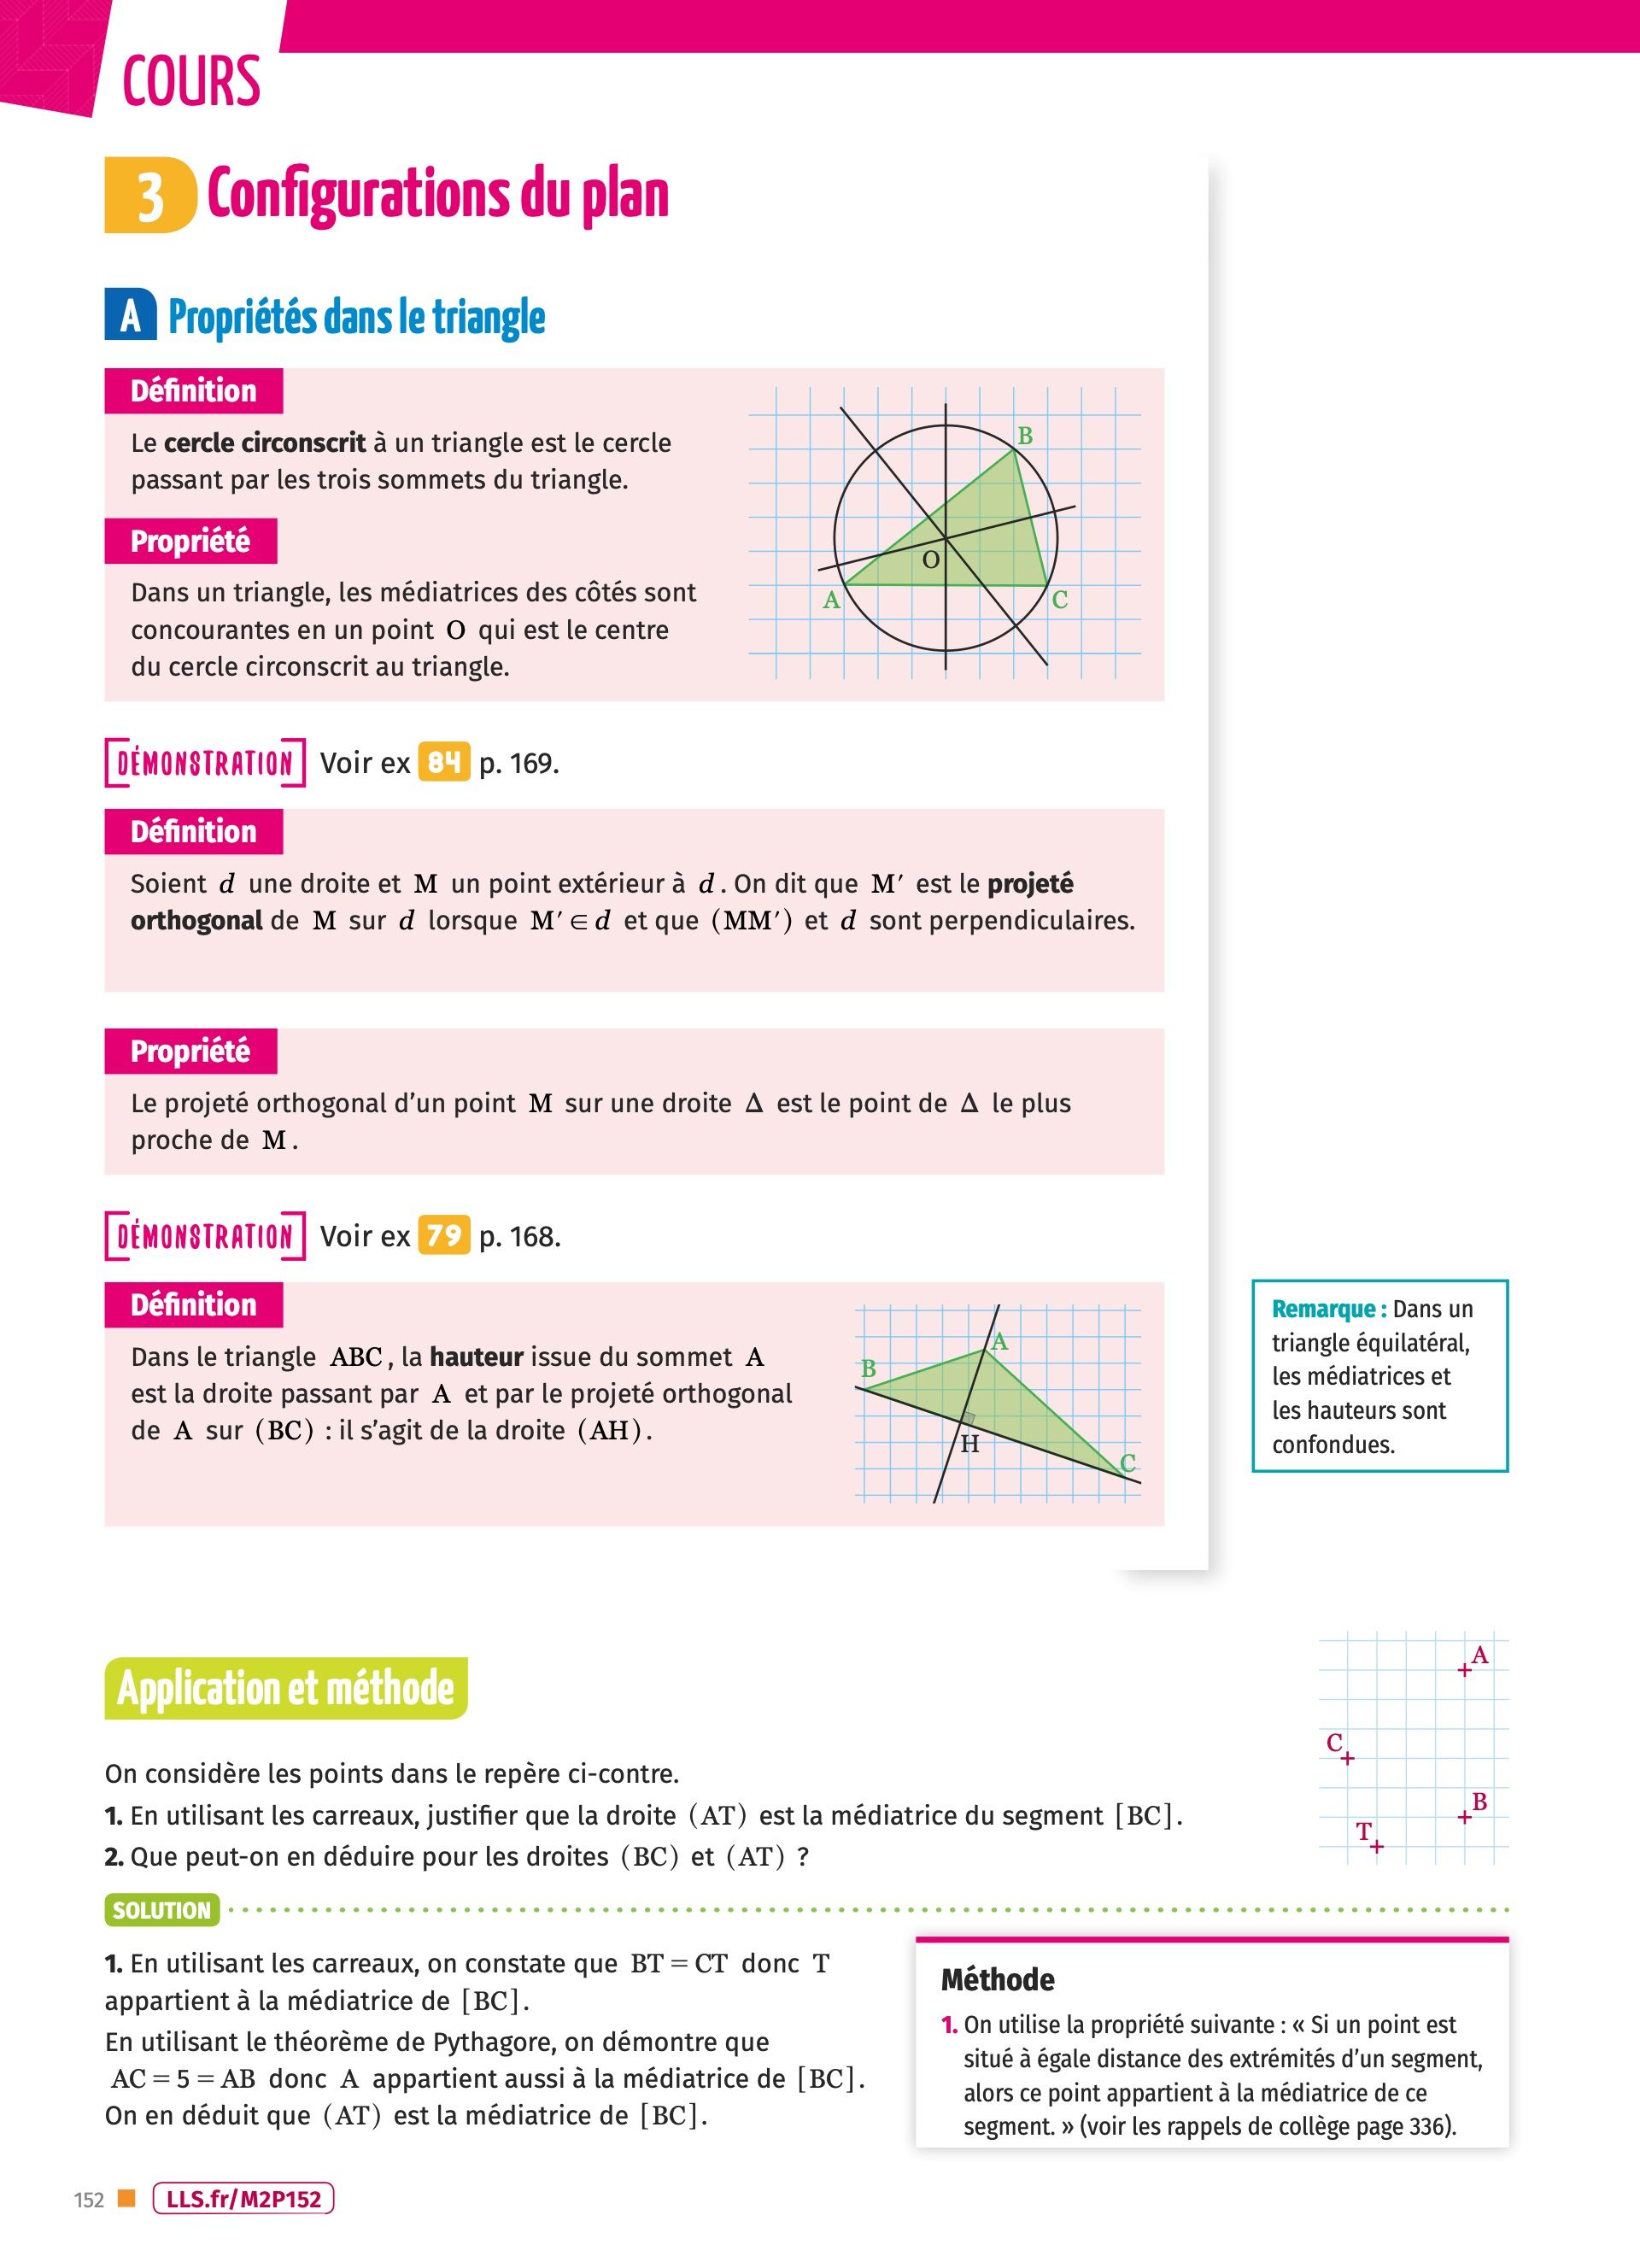 COURS
3 Configurations du plan
A Propriétés dans le triangle
Définition
Le cercle circonscrit à un triangle est le cercle
passant par les trois sommets du triangle.
Propriété
Dans un triangle, les médiatrices des côtés sont
concourantes en un point O qui est le centre
du cercle circonscrit au triangle.
B
O
A
C
DÉMONSTRATION Voir ex 84 p. 169.
Définition
Soient d une droite et M un point extérieur à d. On dit que M′ est le projeté
orthogonal de M sur d lorsque M′ ∈ d et que (MM′) et d sont perpendiculaires.
Propriété
Le projeté orthogonal d’un point M sur une droite Δ est le point de Δ le plus
proche de M.
DÉMONSTRATION Voir ex 79 p. 168.
Définition
Dans le triangle ABC, la hauteur issue du sommet A
est la droite passant par A et par le projeté orthogonal
de A sur (BC) : il s’agit de la droite (AH).
A
B
H
C
Remarque : Dans un
triangle équilatéral,
les médiatrices et
les hauteurs sont
confondues.
Application et méthode
On considère les points dans le repère ci-contre.
1. En utilisant les carreaux, justifier que la droite (AT) est la médiatrice du segment [BC].
2. Que peut-on en déduire pour les droites (BC) et (AT) ?
A
C
B
T
SOLUTION
1. En utilisant les carreaux, on constate que BT = CT donc T
appartient à la médiatrice de [BC].
En utilisant le théorème de Pythagore, on démontre que
AC = 5 = AB donc A appartient aussi à la médiatrice de [BC].
On en déduit que (AT) est la médiatrice de [BC].
Méthode
1. On utilise la propriété suivante : « Si un point est
situé à égale distance des extrémités d’un segment,
alors ce point appartient à la médiatrice de ce
segment. » (voir les rappels de collège page 336).
152 LLS.fr/M2P152